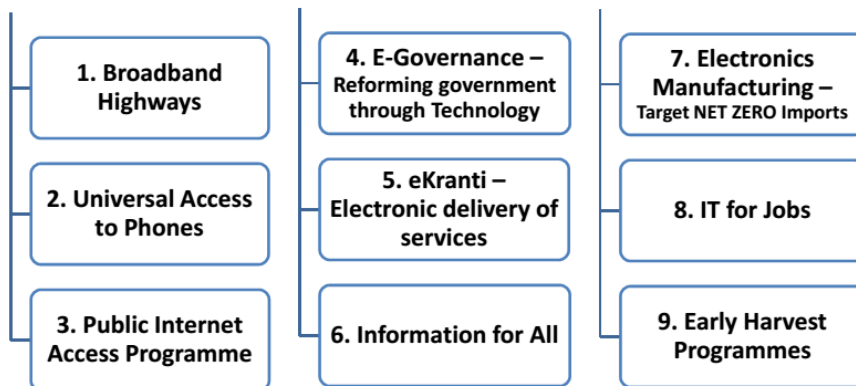 1. Broadband
Highways
2. Universal Access
to Phones
3. Public Internet
Access Programme
4. E-Governance –
Reforming government
through Technology
5. eKranti –
Electronic delivery of
services
6. Information for All
7. Electronics
Manufacturing –
Target NET ZERO Imports
8. IT for Jobs
9. Early Harvest
Programmes